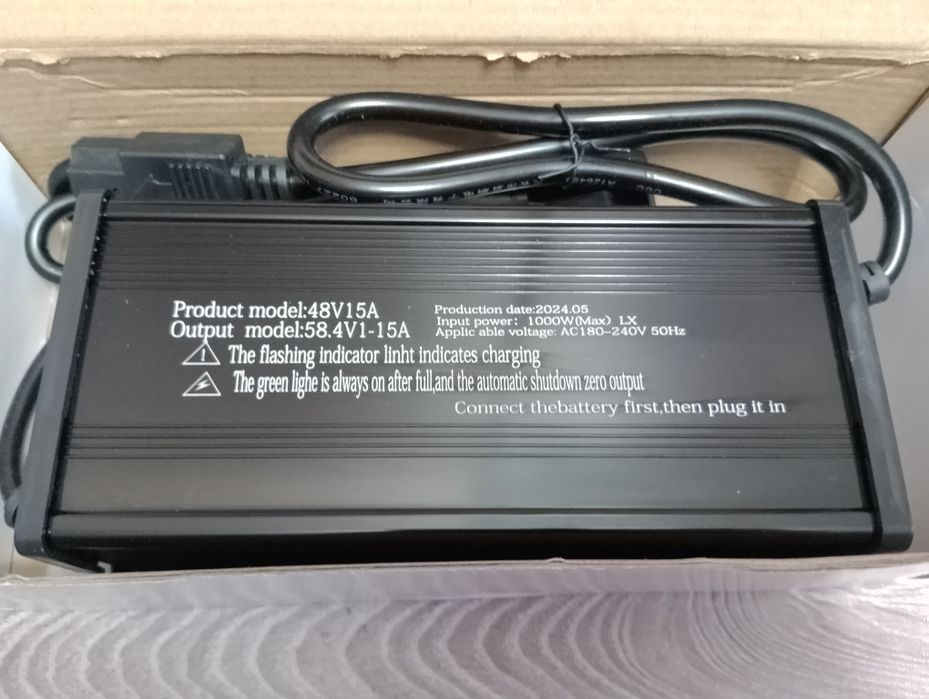 Product model:48V15A
Output model:58.4V1-15A
Production date:2024.05
Input power: 1000W(Max) LX
Applic able voltage: AC180-240V 50Hz
The flashing indicator linht indicates charging
The green lighe is always on after full,and the automatic shutdown zero output
Connect thebattery first,then plug it in